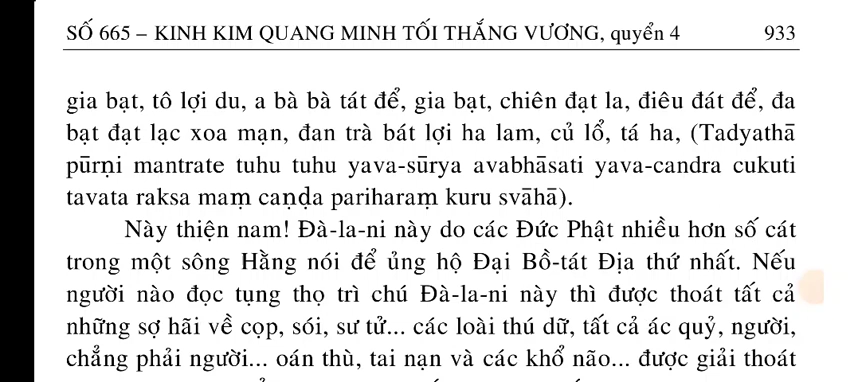 SỐ 665 – KINH KIM QUANG MINH TỐI THẮNG VƯƠNG, quyển 4 933
gia bạt, tô lợi du, a bà bà tát để, gia bạt, chiên đạt la, điêu đát để, đa
bạt đạt lạc xoa mạn, đan trà bát lợi ha lam, củ lổ, tá ha, (Tadyathā
pūrṇi mantrate tuhu tuhu yava-sūrya avabhāsati yava-candra cukuti
tavata raksa maṃ caṇḍa pariharaṃ kuru svāhā).
Này thiện nam! Đà-la-ni này do các Đức Phật nhiều hơn số cát
trong một sông Hằng nói để ủng hộ Đại Bồ-tát Địa thứ nhất. Nếu
người nào đọc tụng thọ trì chú Đà-la-ni này thì được thoát tất cả
những sợ hãi về cọp, sói, sư tử... các loài thú dữ, tất cả ác quỷ, người,
chẳng phải người... oán thù, tai nạn và các khổ não... được giải thoát